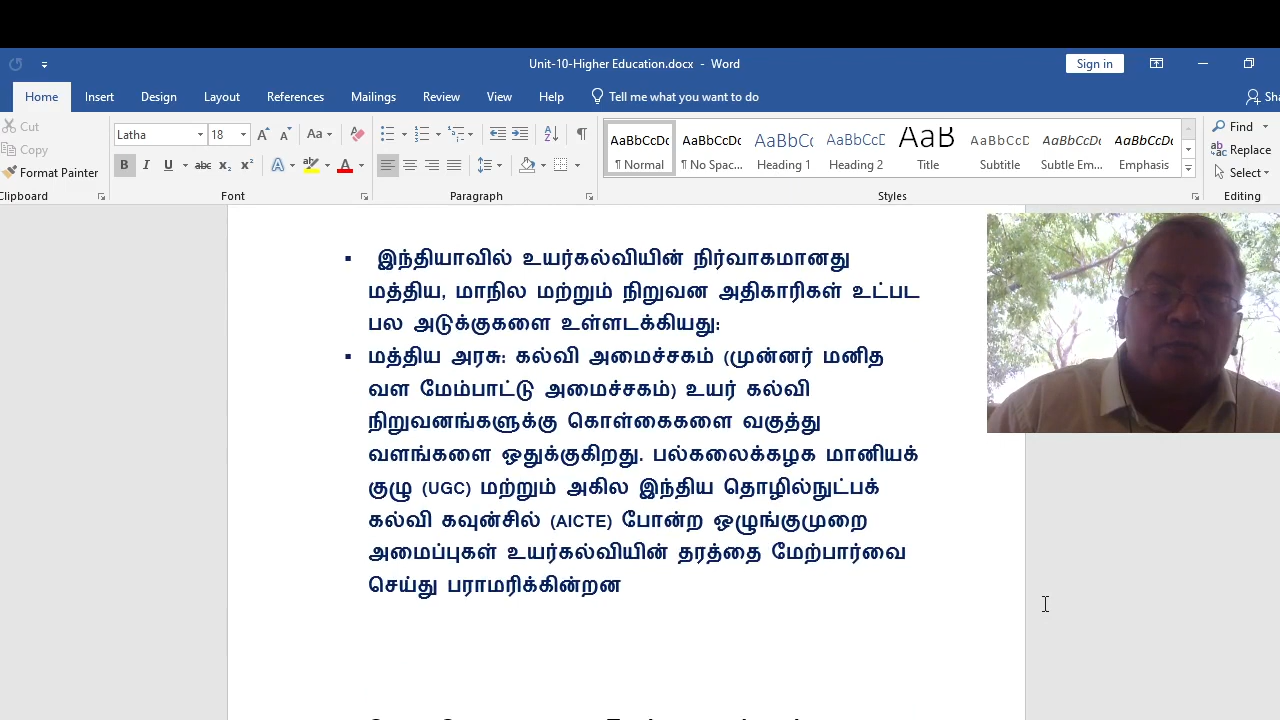 Unit-10-Higher Education.docx - Word
Sign in
Home Insert Design Layout References Mailings Review View Help Tell me what you want to do
Cut
Copy
Format Painter
Clipboard
Latha 18
Font
Paragraph
AaBbCcDc AaBbCcDc AaBbC AaBbCcD AaB AaBbCcD AaBbCcDc AaBbCcDc
¶ Normal ¶ No Spac... Heading 1 Heading 2 Title Subtitle Subtle Em... Emphasis
Styles
Find
Replace
Select
Editing
▪ இந்தியாவில் உயர்கல்வியின் நிர்வாகமானது
மத்திய, மாநில மற்றும் நிறுவன அதிகாரிகள் உட்பட
பல அடுக்குகளை உள்ளடக்கியது:
▪ மத்திய அரசு: கல்வி அமைச்சகம் (முன்னர் மனித
வள மேம்பாட்டு அமைச்சகம்) உயர் கல்வி
நிறுவனங்களுக்கு கொள்கைகளை வகுத்து
வளங்களை ஒதுக்குகிறது. பல்கலைக்கழக மானியக்
குழு (UGC) மற்றும் அகில இந்திய தொழில்நுட்பக்
கல்வி கவுன்சில் (AICTE) போன்ற ஒழுங்குமுறை
அமைப்புகள் உயர்கல்வியின் தரத்தை மேற்பார்வை
செய்து பராமரிக்கின்றன